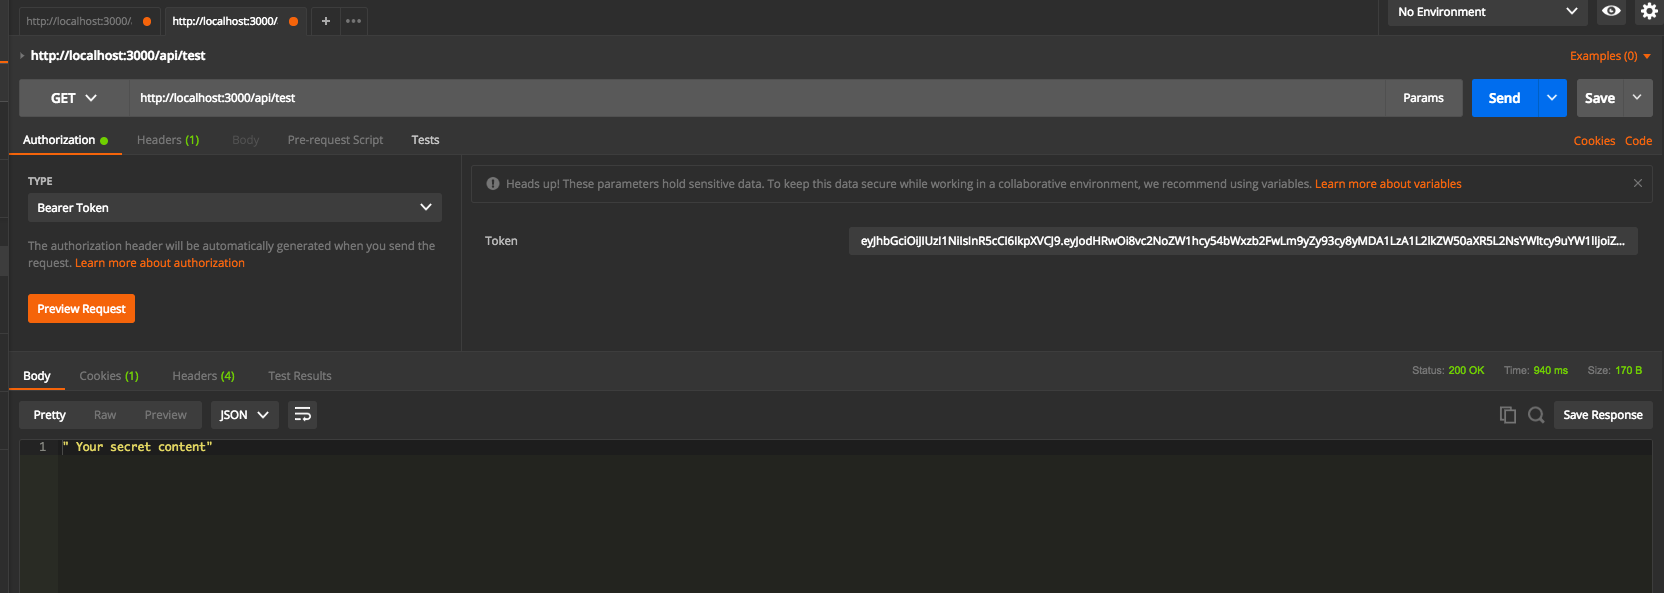 http://localhost:3000/ http://localhost:3000/ + ••• No Environment
http://localhost:3000/api/test Examples (0)
GET http://localhost:3000/api/test Params Send Save
Authorization Headers (1) Body Pre-request Script Tests Cookies Code
TYPE
Bearer Token
The authorization header will be automatically generated when you send the
request. Learn more about authorization
Preview Request
Heads up! These parameters hold sensitive data. To keep this data secure while working in a collaborative environment, we recommend using variables. Learn more about variables
Token
Body Cookies (1) Headers (4) Test Results Status: 200 OK Time: 940 ms Size: 170 B
Pretty Raw Preview JSON Save Response
1 " Your secret content"